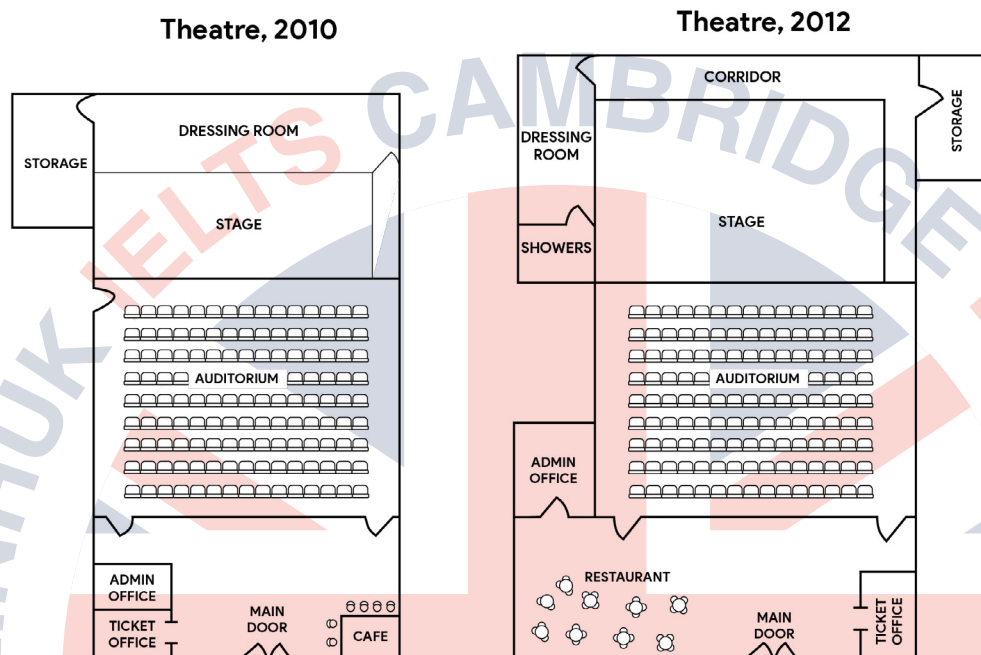 Theatre, 2010
STORAGE
DRESSING ROOM
STAGE
AUDITORIUM
ADMIN
OFFICE
TICKET
OFFICE
MAIN
DOOR
CAFE
Theatre, 2012
CORRIDOR
STORAGE
DRESSING
ROOM
SHOWERS
STAGE
AUDITORIUM
ADMIN
OFFICE
RESTAURANT
MAIN
DOOR
TICKET
OFFICE
IELTS CAMBRIDGE